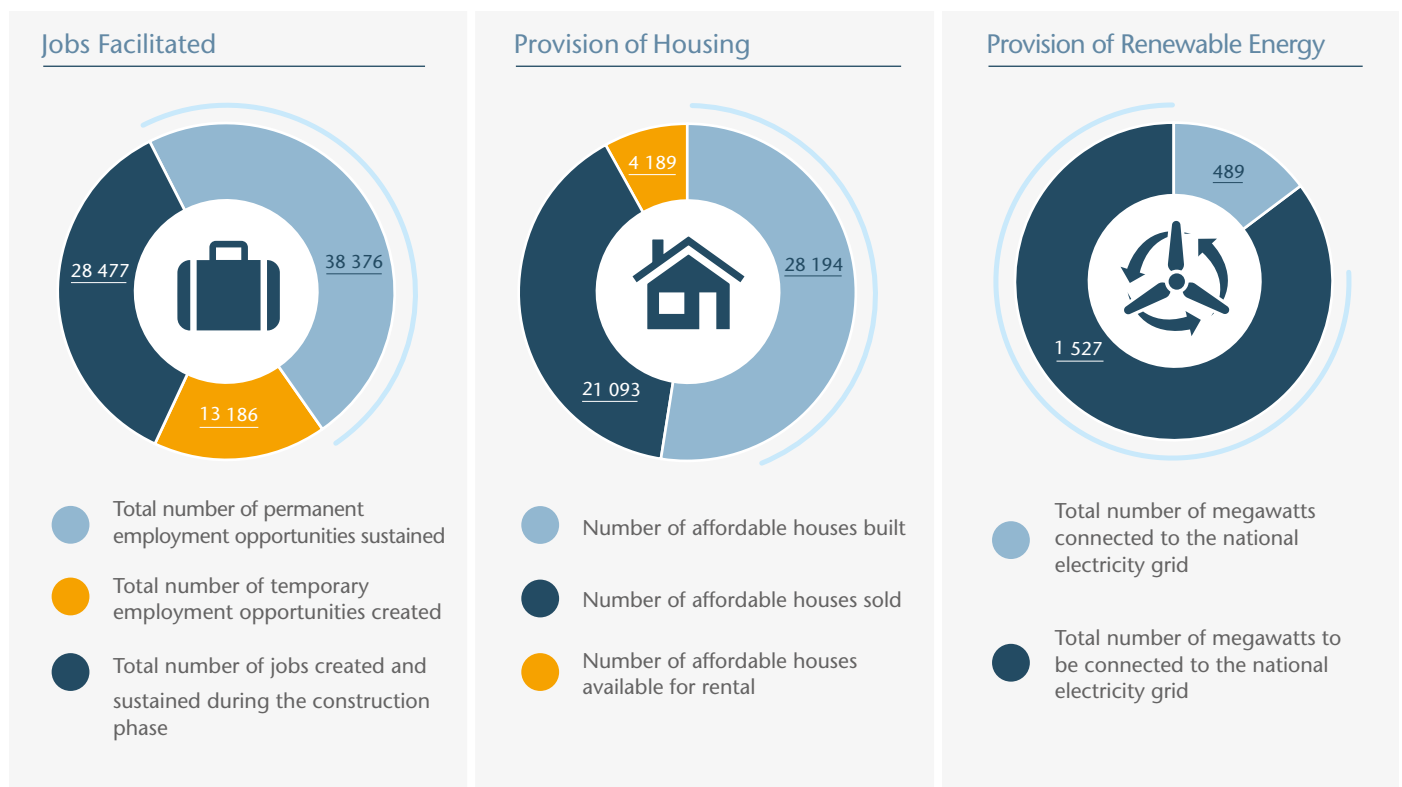 Jobs Facilitated
38 376
28 477
13 186
Total number of permanent
employment opportunities sustained
Total number of temporary
employment opportunities created
Total number of jobs created and
sustained during the construction
phase
Provision of Housing
4 189
28 194
21 093
Number of affordable houses built
Number of affordable houses sold
Number of affordable houses
available for rental
Provision of Renewable Energy
489
1 527
Total number of megawatts
connected to the national
electricity grid
Total number of megawatts to
be connected to the national
electricity grid